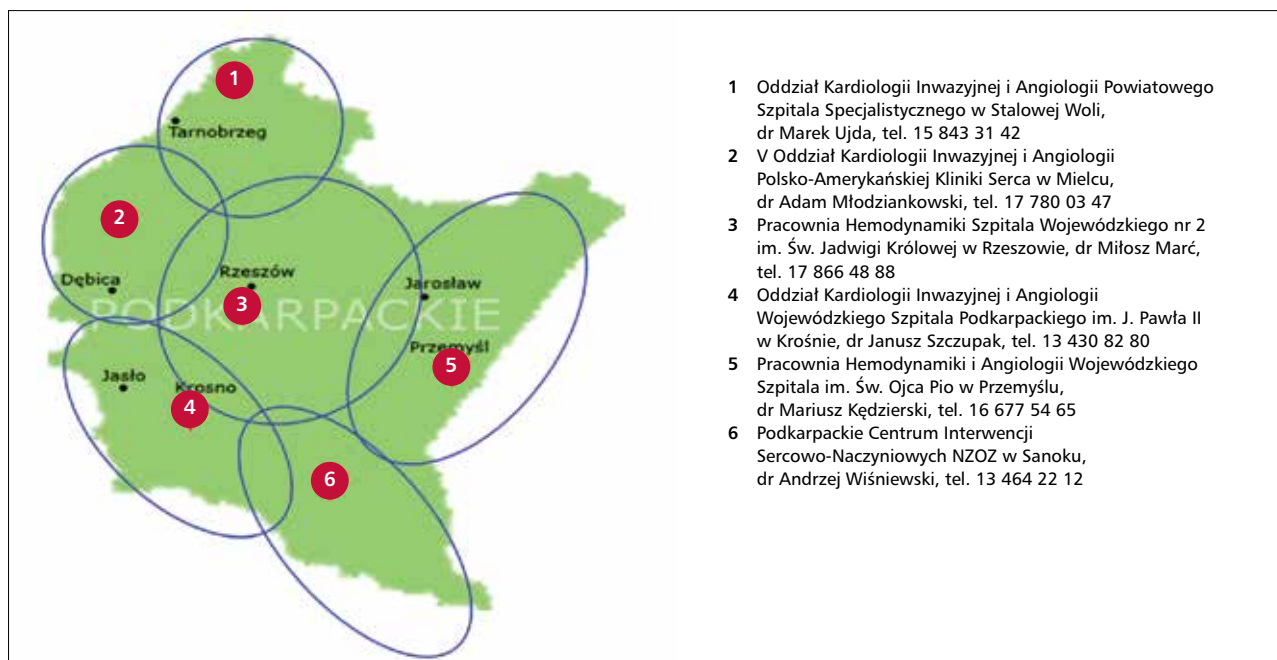 1
Tarnobrzeg
2
Dębica
Rzeszów
3
Jarosław
PODKARPACKIE
Przemyśl
5
Jasło
Krosno
4
6
1 Oddział Kardiologii Inwazyjnej i Angiologii Powiatowego
Szpitala Specjalistycznego w Stalowej Woli,
dr Marek Ujda, tel. 15 843 31 42
2 V Oddział Kardiologii Inwazyjnej i Angiologii
Polsko-Amerykańskiej Kliniki Serca w Mielcu,
dr Adam Młodziankowski, tel. 17 780 03 47
3 Pracownia Hemodynamiki Szpitala Wojewódzkiego nr 2
im. Św. Jadwigi Królowej w Rzeszowie, dr Miłosz Marć,
tel. 17 866 48 88
4 Oddział Kardiologii Inwazyjnej i Angiologii
Wojewódzkiego Szpitala Podkarpackiego im. J. Pawła II
w Krośnie, dr Janusz Szczupak, tel. 13 430 82 80
5 Pracownia Hemodynamiki i Angiologii Wojewódzkiego
Szpitala im. Św. Ojca Pio w Przemyślu,
dr Mariusz Kędzierski, tel. 16 677 54 65
6 Podkarpackie Centrum Interwencji
Sercowo-Naczyniowych NZOZ w Sanoku,
dr Andrzej Wiśniewski, tel. 13 464 22 12